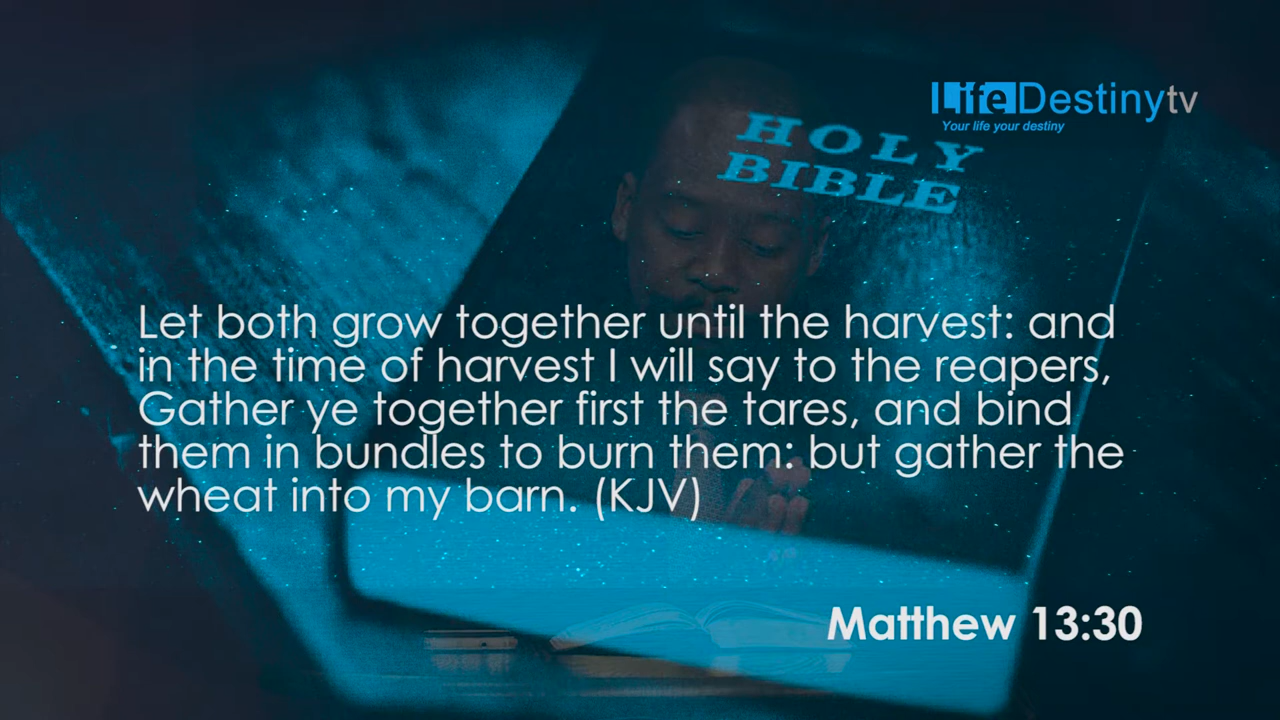 LifeDestinytv
Your life your destiny
HOLY
BIBLE
Let both grow together until the harvest: and
in the time of harvest I will say to the reapers,
Gather ye together first the tares, and bind
them in bundles to burn them: but gather the
wheat into my barn. (KJV)
Matthew 13:30